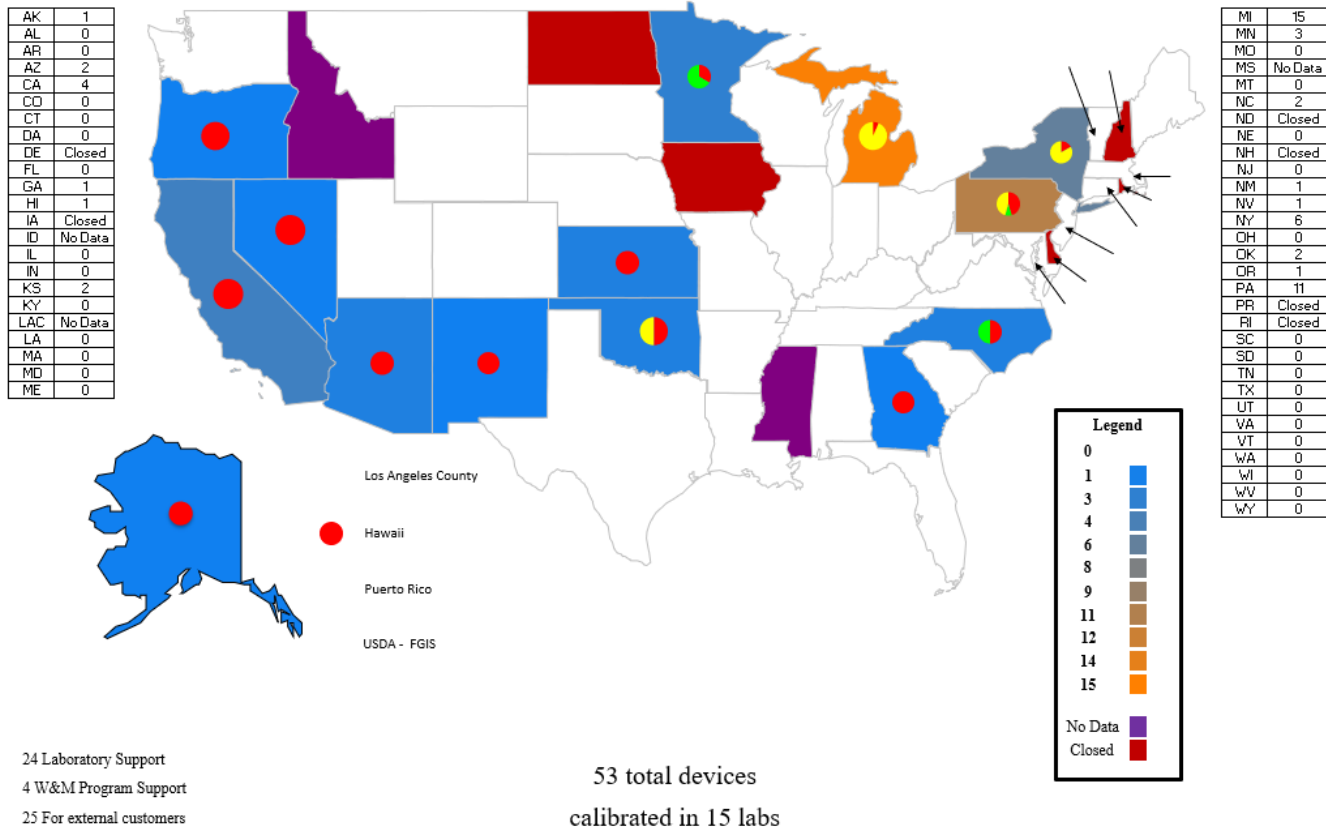 AK 1
AL 0
AR 0
AZ 2
CA 4
CO 0
CT 0
DA 0
DE Closed
FL 0
GA 1
HI 1
IA Closed
ID No Data
IL 0
IN 0
KS 2
KY 0
LAC No Data
LA 0
MA 0
MD 0
ME 0
MI 15
MN 3
MO 0
MS No Data
MT 0
NC 2
ND Closed
NE 0
NH Closed
NJ 0
NM 1
NV 1
NY 6
OH 0
OK 2
OR 1
PA 11
PR Closed
RI Closed
SC 0
SD 0
TN 0
TX 0
UT 0
VA 0
VT 0
WA 0
WI 0
WV 0
WY 0
Los Angeles County
Hawaii
Puerto Rico
USDA - FGIS
Legend
0
1
3
4
6
8
9
11
12
14
15
No Data
Closed
24 Laboratory Support
4 W&M Program Support
25 For external customers
53 total devices
calibrated in 15 labs